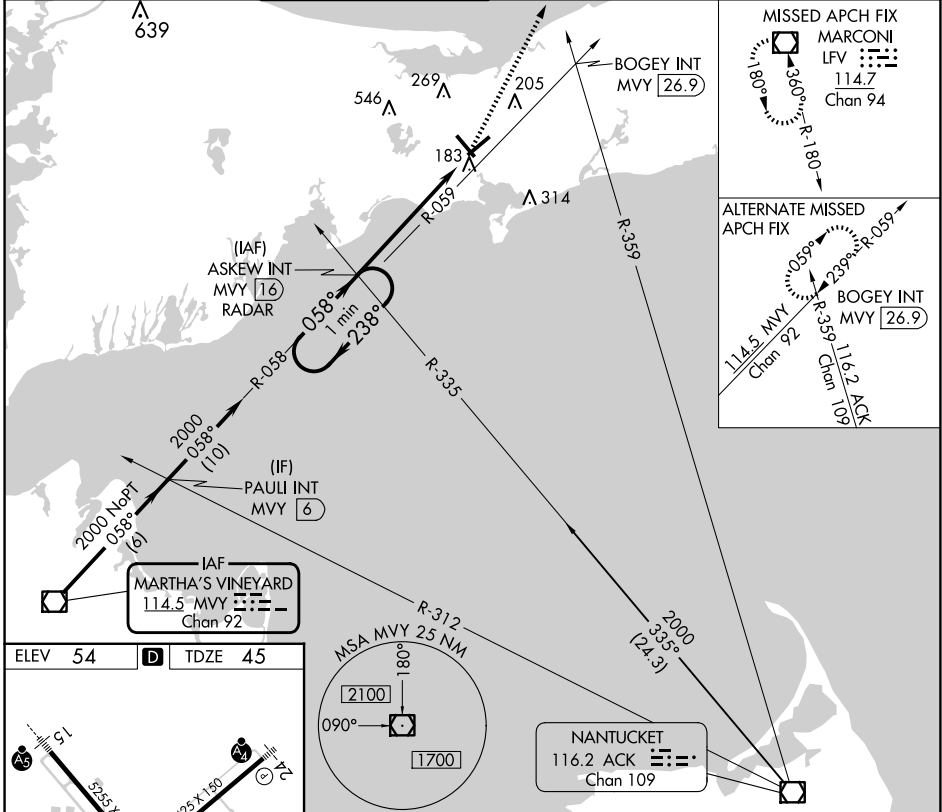 639
546
269
205
183
314
BOGEY INT
MVY 26.9
R-059
R-359
(IAF)
ASKEW INT
MVY 16
RADAR
058°
1 min
238°
R-058
R-335
2000
058°
(10)
(IF)
PAULI INT
MVY 6
2000 NoPT
058°
(6)
IAF
MARTHA'S VINEYARD
114.5 MVY
Chan 92
R-312
2000
335°
(24.3)
NANTUCKET
116.2 ACK
Chan 109
MSA MVY 25 NM
180°
2100
090°
1700
MISSED APCH FIX
MARCONI
LFV
114.7
Chan 94
180°
360°
R-180
ALTERNATE MISSED
APCH FIX
059°
239°
R-059
BOGEY INT
MVY 26.9
114.5 MVY
Chan 92
R-359
116.2 ACK
Chan 109
ELEV 54 D TDZE 45
15
A5
A4
24
P
5255 X
25 X 150